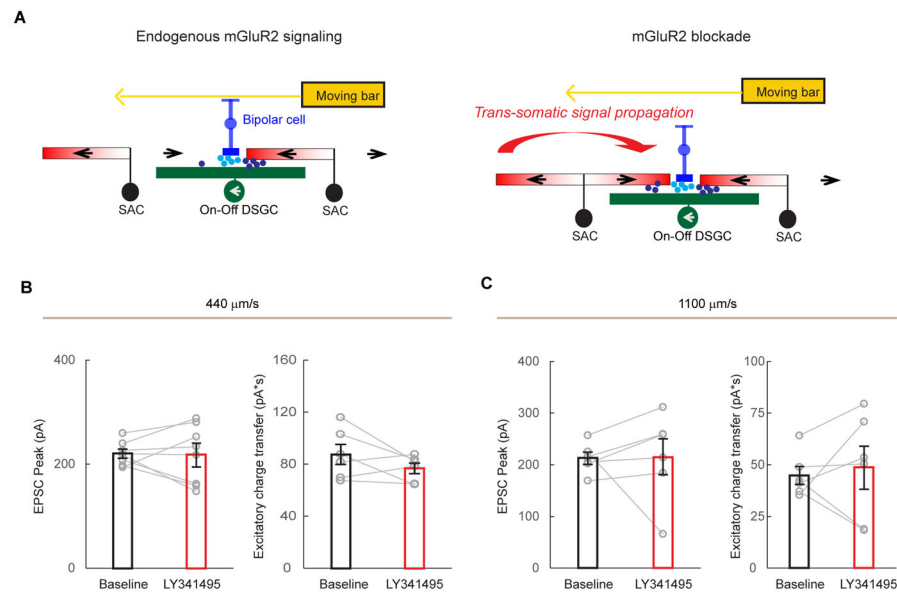 A
Endogenous mGluR2 signaling
mGluR2 blockade
Moving bar
Moving bar
Trans-somatic signal propagation
Bipolar cell
SAC
On-Off DSGC
SAC
SAC
On-Off DSGC
SAC
B
440 μm/s
C
1100 μm/s
EPSC Peak (pA)
400
200
0
Baseline
LY341495
Excitatory charge transfer (pA*s)
160
120
80
40
0
Baseline
LY341495
EPSC Peak (pA)
400
300
200
100
0
Baseline
LY341495
Excitatory charge transfer (pA*s)
100
75
50
25
0
Baseline
LY341495